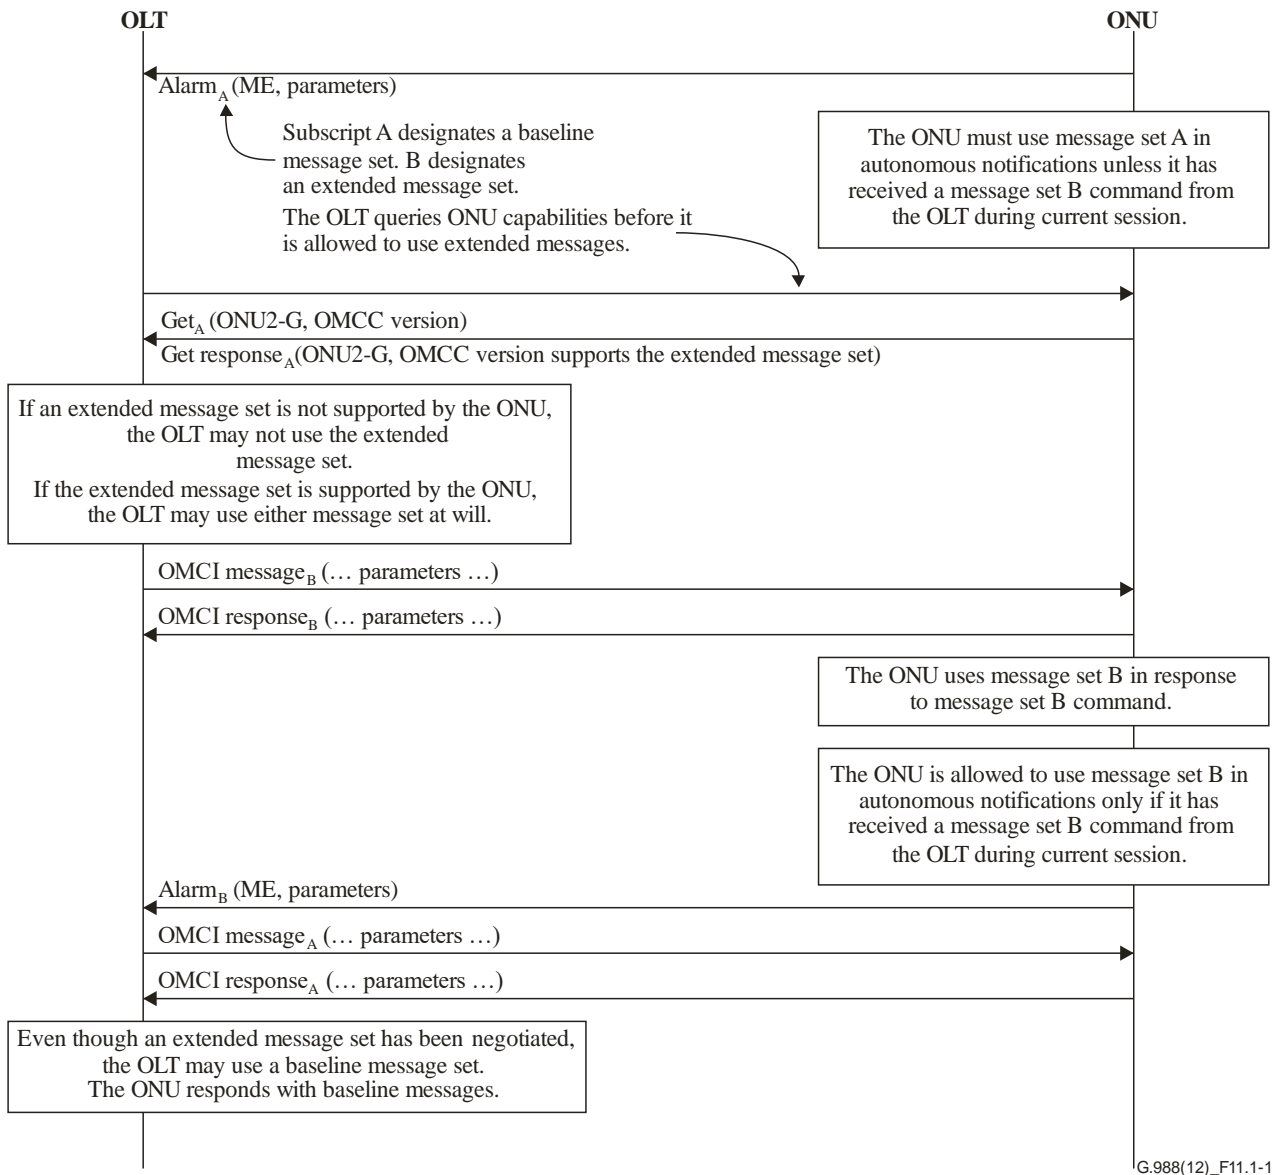 OLT
ONU
Alarm_A (ME, parameters)
Subscript A designates a baseline
message set. B designates
an extended message set.
The ONU must use message set A in
autonomous notifications unless it has
received a message set B command from
the OLT during current session.
The OLT queries ONU capabilities before it
is allowed to use extended messages.
Get_A (ONU2-G, OMCC version)
Get response_A(ONU2-G, OMCC version supports the extended message set)
If an extended message set is not supported by the ONU,
the OLT may not use the extended
message set.
If the extended message set is supported by the ONU,
the OLT may use either message set at will.
OMCI message_B (… parameters …)
OMCI response_B (… parameters …)
The ONU uses message set B in response
to message set B command.
The ONU is allowed to use message set B in
autonomous notifications only if it has
received a message set B command from
the OLT during current session.
Alarm_B (ME, parameters)
OMCI message_A (… parameters …)
OMCI response_A (… parameters …)
Even though an extended message set has been negotiated,
the OLT may use a baseline message set.
The ONU responds with baseline messages.
G.988(12)_F11.1-1